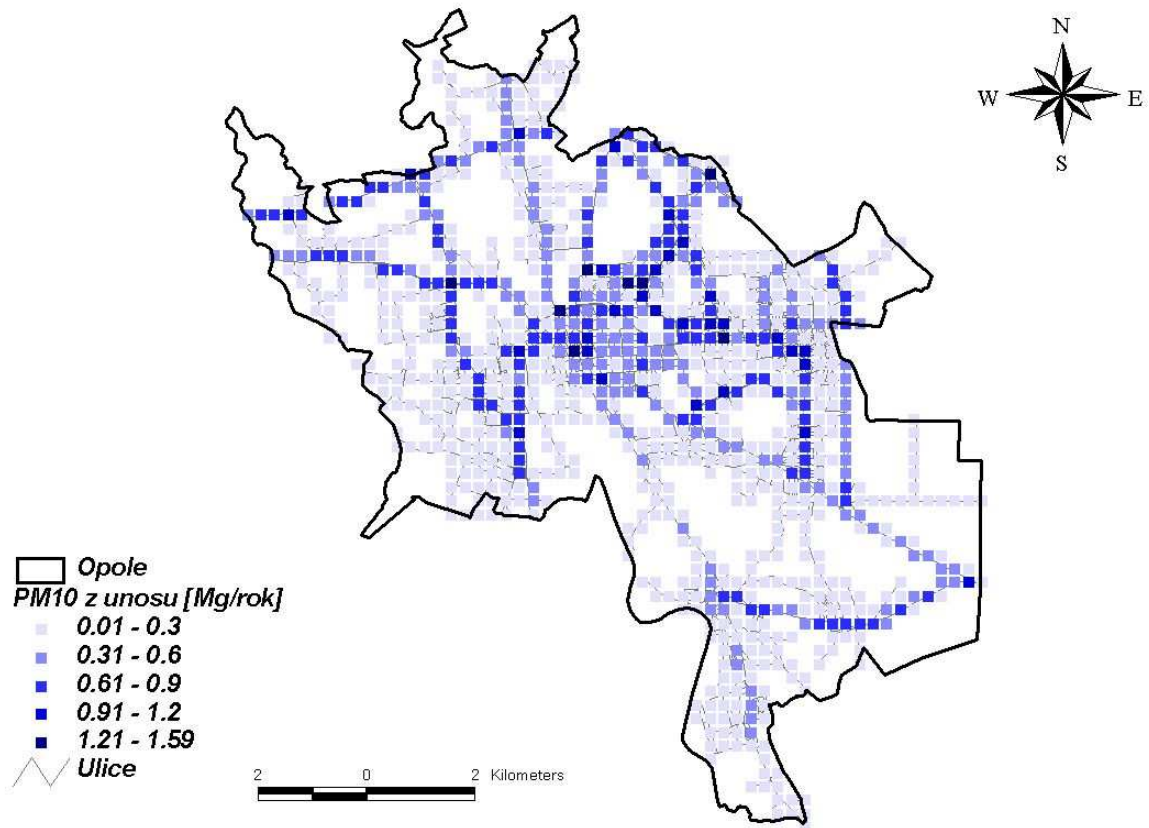 N
W E
S
Opole
PM10 z unosu [Mg/rok]
0.01 - 0.3
0.31 - 0.6
0.61 - 0.9
0.91 - 1.2
1.21 - 1.59
Ulice
2 0 2 Kilometers